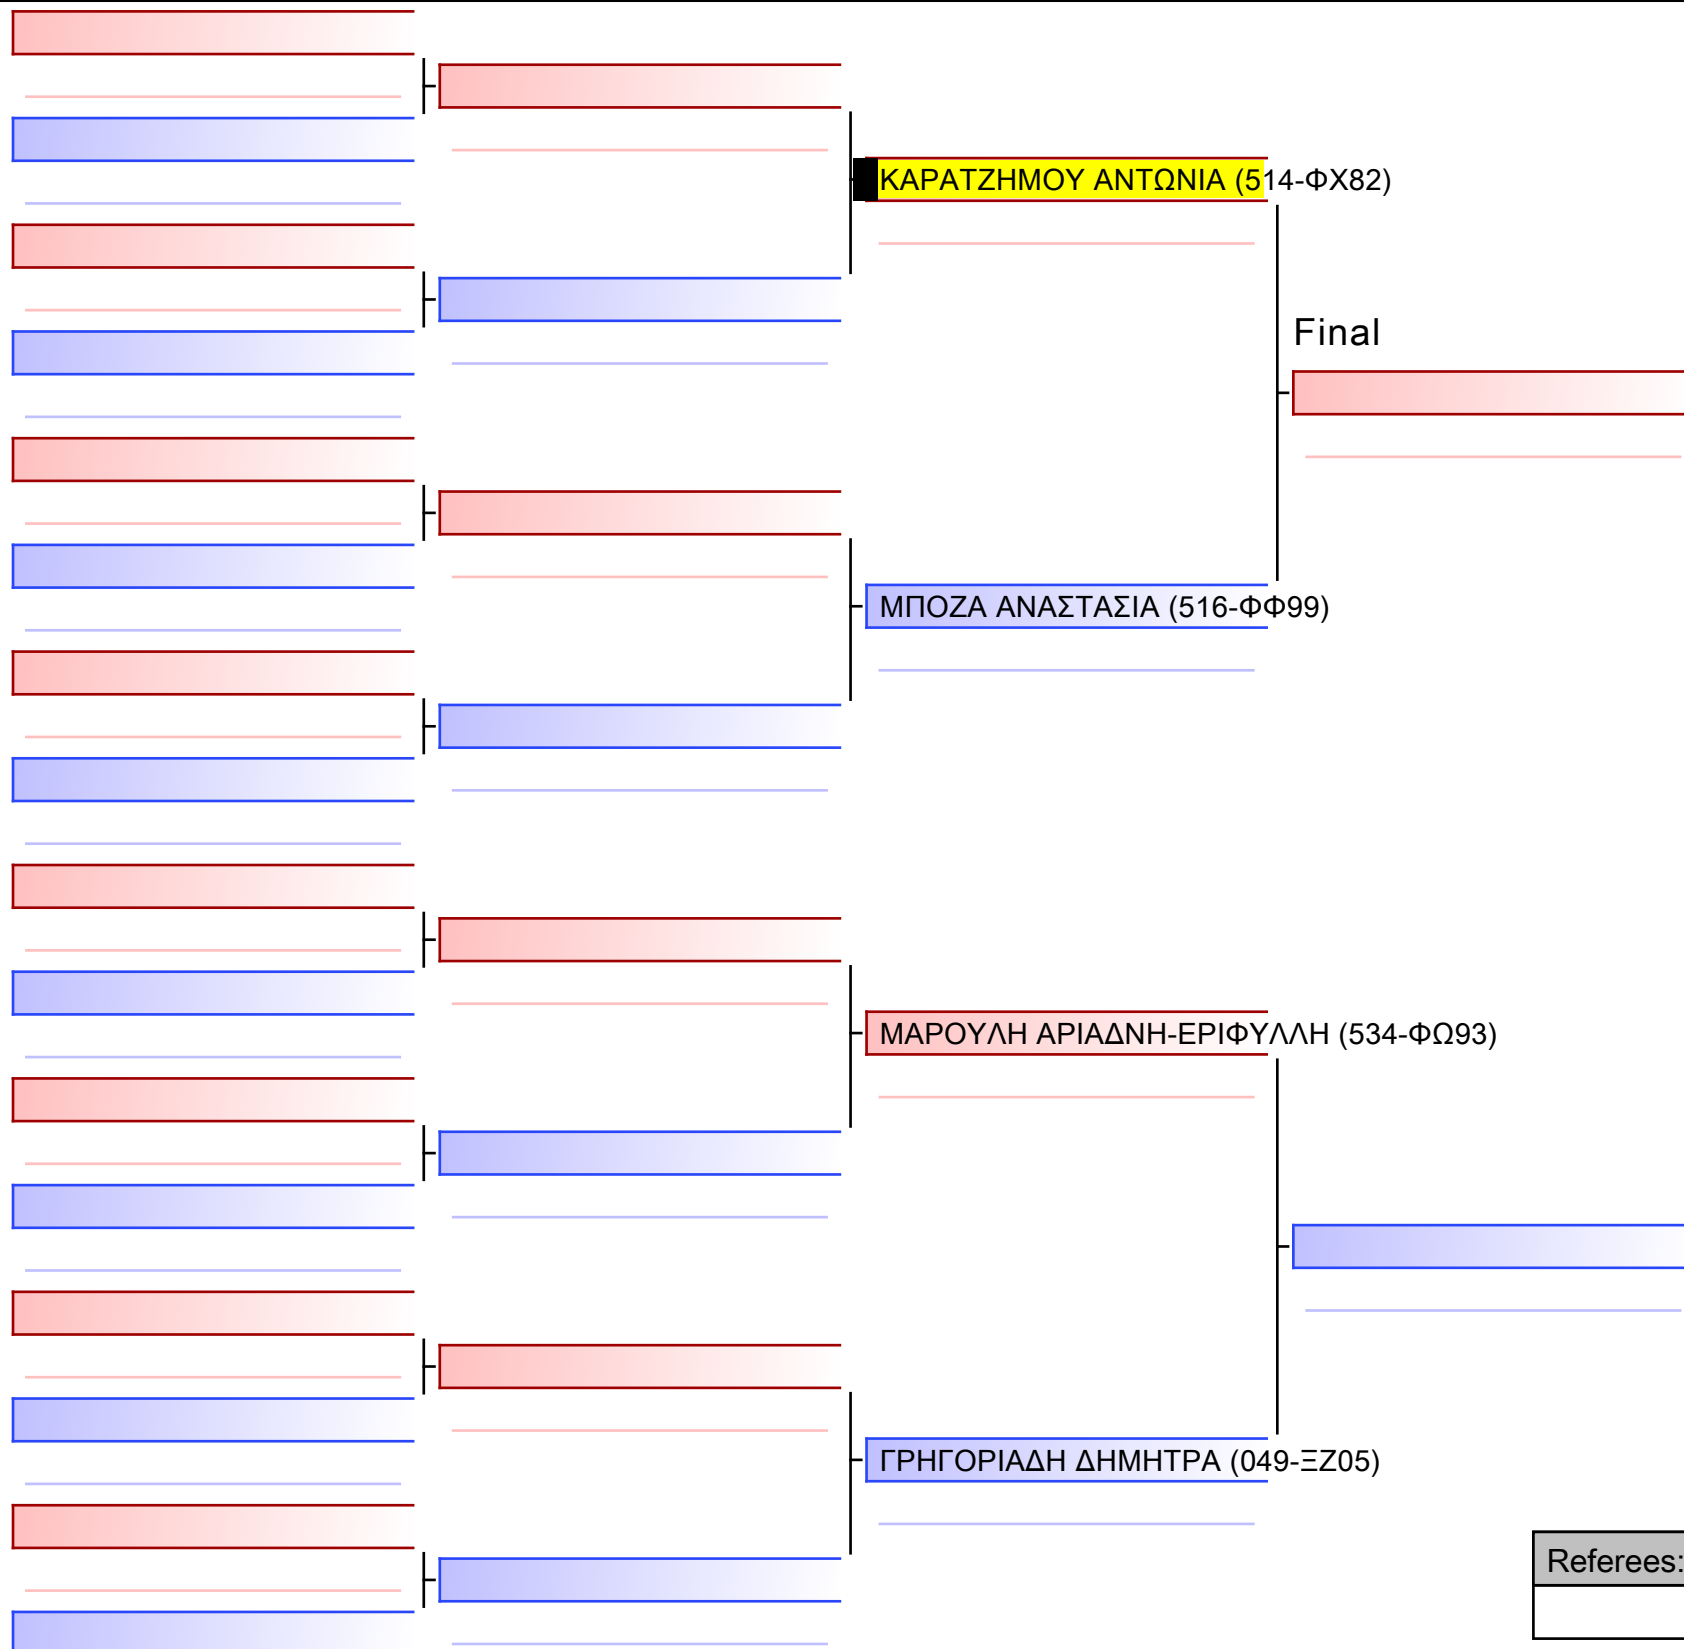 ΚΑΡΑΤΖΗΜΟΥ ΑΝΤΩΝΙΑ (514-ΦΧ82)
Final
ΜΠΟΖΑ ΑΝΑΣΤΑΣΙΑ (516-ΦΦ99)
ΜΑΡΟΥΛΗ ΑΡΙΑΔΝΗ-ΕΡΙΦΥΛΛΗ (534-ΦΩ93)
ΓΡΗΓΟΡΙΑΔΗ ΔΗΜΗΤΡΑ (049-ΞΖ05)
Referees: